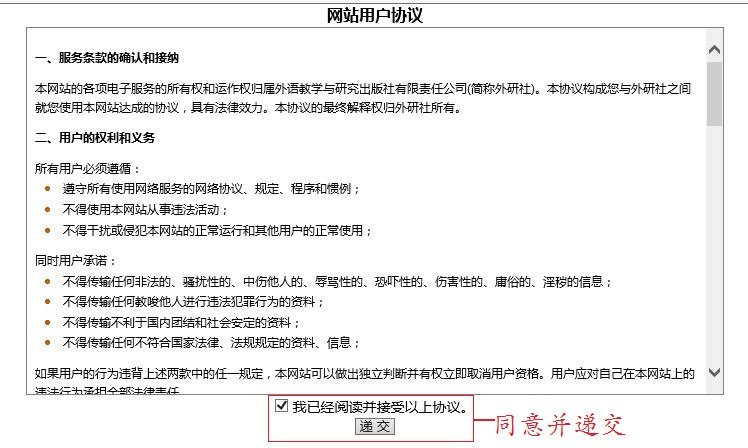 网站用户协议
一、服务条款的确认和接纳
本网站的各项电子服务的所有权和运作权归属外语教学与研究出版社有限责任公司(简称外研社)。本协议构成您与外研社之间
就您使用本网站达成的协议，具有法律效力。本协议的最终解释权归外研社所有。
二、用户的权利和义务
所有用户必须遵循：
遵守所有使用网络服务的网络协议、规定、程序和惯例；
不得使用本网站从事违法活动；
不得干扰或侵犯本网站的正常运行和其他用户的正常使用；
同时用户承诺：
不得传输任何非法的、骚扰性的、中伤他人的、辱骂性的、恐吓性的、伤害性的、庸俗的、淫秽的信息；
不得传输任何教唆他人进行违法犯罪行为的资料；
不得传输不利于国内团结和社会安定的资料；
不得传输任何不符合国家法律、法规规定的资料、信息；
如果用户的行为违背上述两款中的任一规定，本网站可以做出独立判断并有权立即取消用户资格。用户应对自己在本网站上的
违法行为承担全部法律责任
我已经阅读并接受以上协议。
递 交
同意并递交